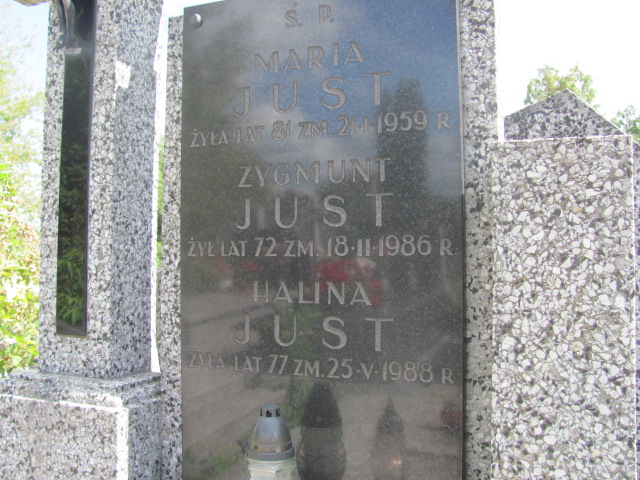 Ś. P.
MARIA
JUST
ŻYŁA LAT 81 ZM. 21·I·1959 R.
ZYGMUNT
JUST
ŻYŁ LAT 72 ZM. 18·II·1986 R.
HALINA
JUST
ŻYŁA LAT 77 ZM. 25·V·1988 R.